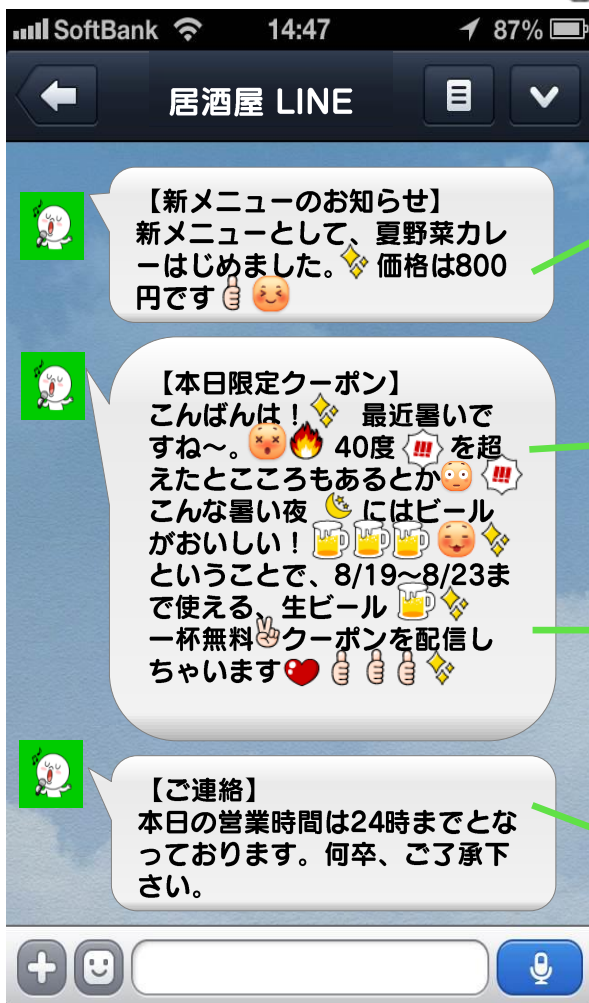 SoftBank 14:47 87%
居酒屋 LINE
【新メニューのお知らせ】
新メニューとして、夏野菜カレ
ーはじめました。 価格は800
円です
【本日限定クーポン】
こんばんは! 最近暑いで
すね～。 40度 !!! を超
えたとこころもあるとか !!!
こんな暑い夜 にはビール
がおいしい!
ということで、8/19～8/23ま
で使える、生ビール
一杯無料 クーポンを配信し
ちゃいます
【ご連絡】
本日の営業時間は24時までとな
っております。何卒、ご了承下
さい。